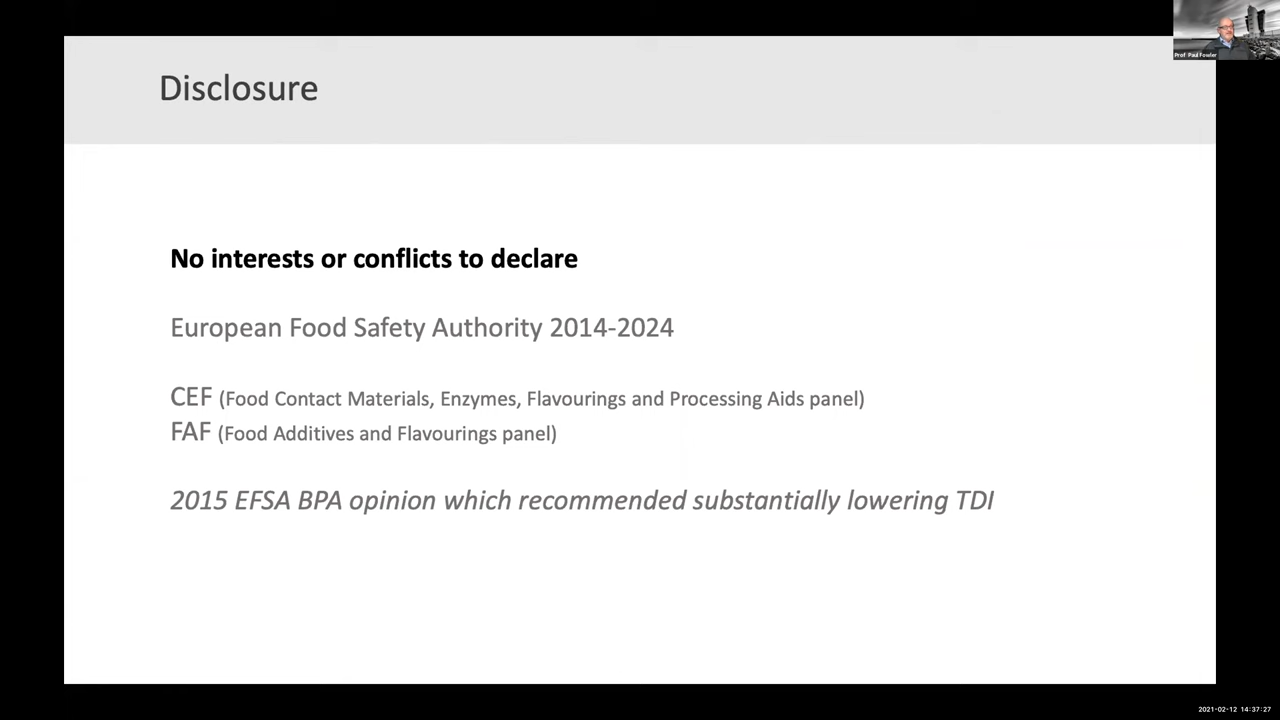 Prof Paul Fowler
Disclosure
No interests or conflicts to declare
European Food Safety Authority 2014-2024
CEF (Food Contact Materials, Enzymes, Flavourings and Processing Aids panel)
FAF (Food Additives and Flavourings panel)
2015 EFSA BPA opinion which recommended substantially lowering TDI
2021-02-12 14:37:27